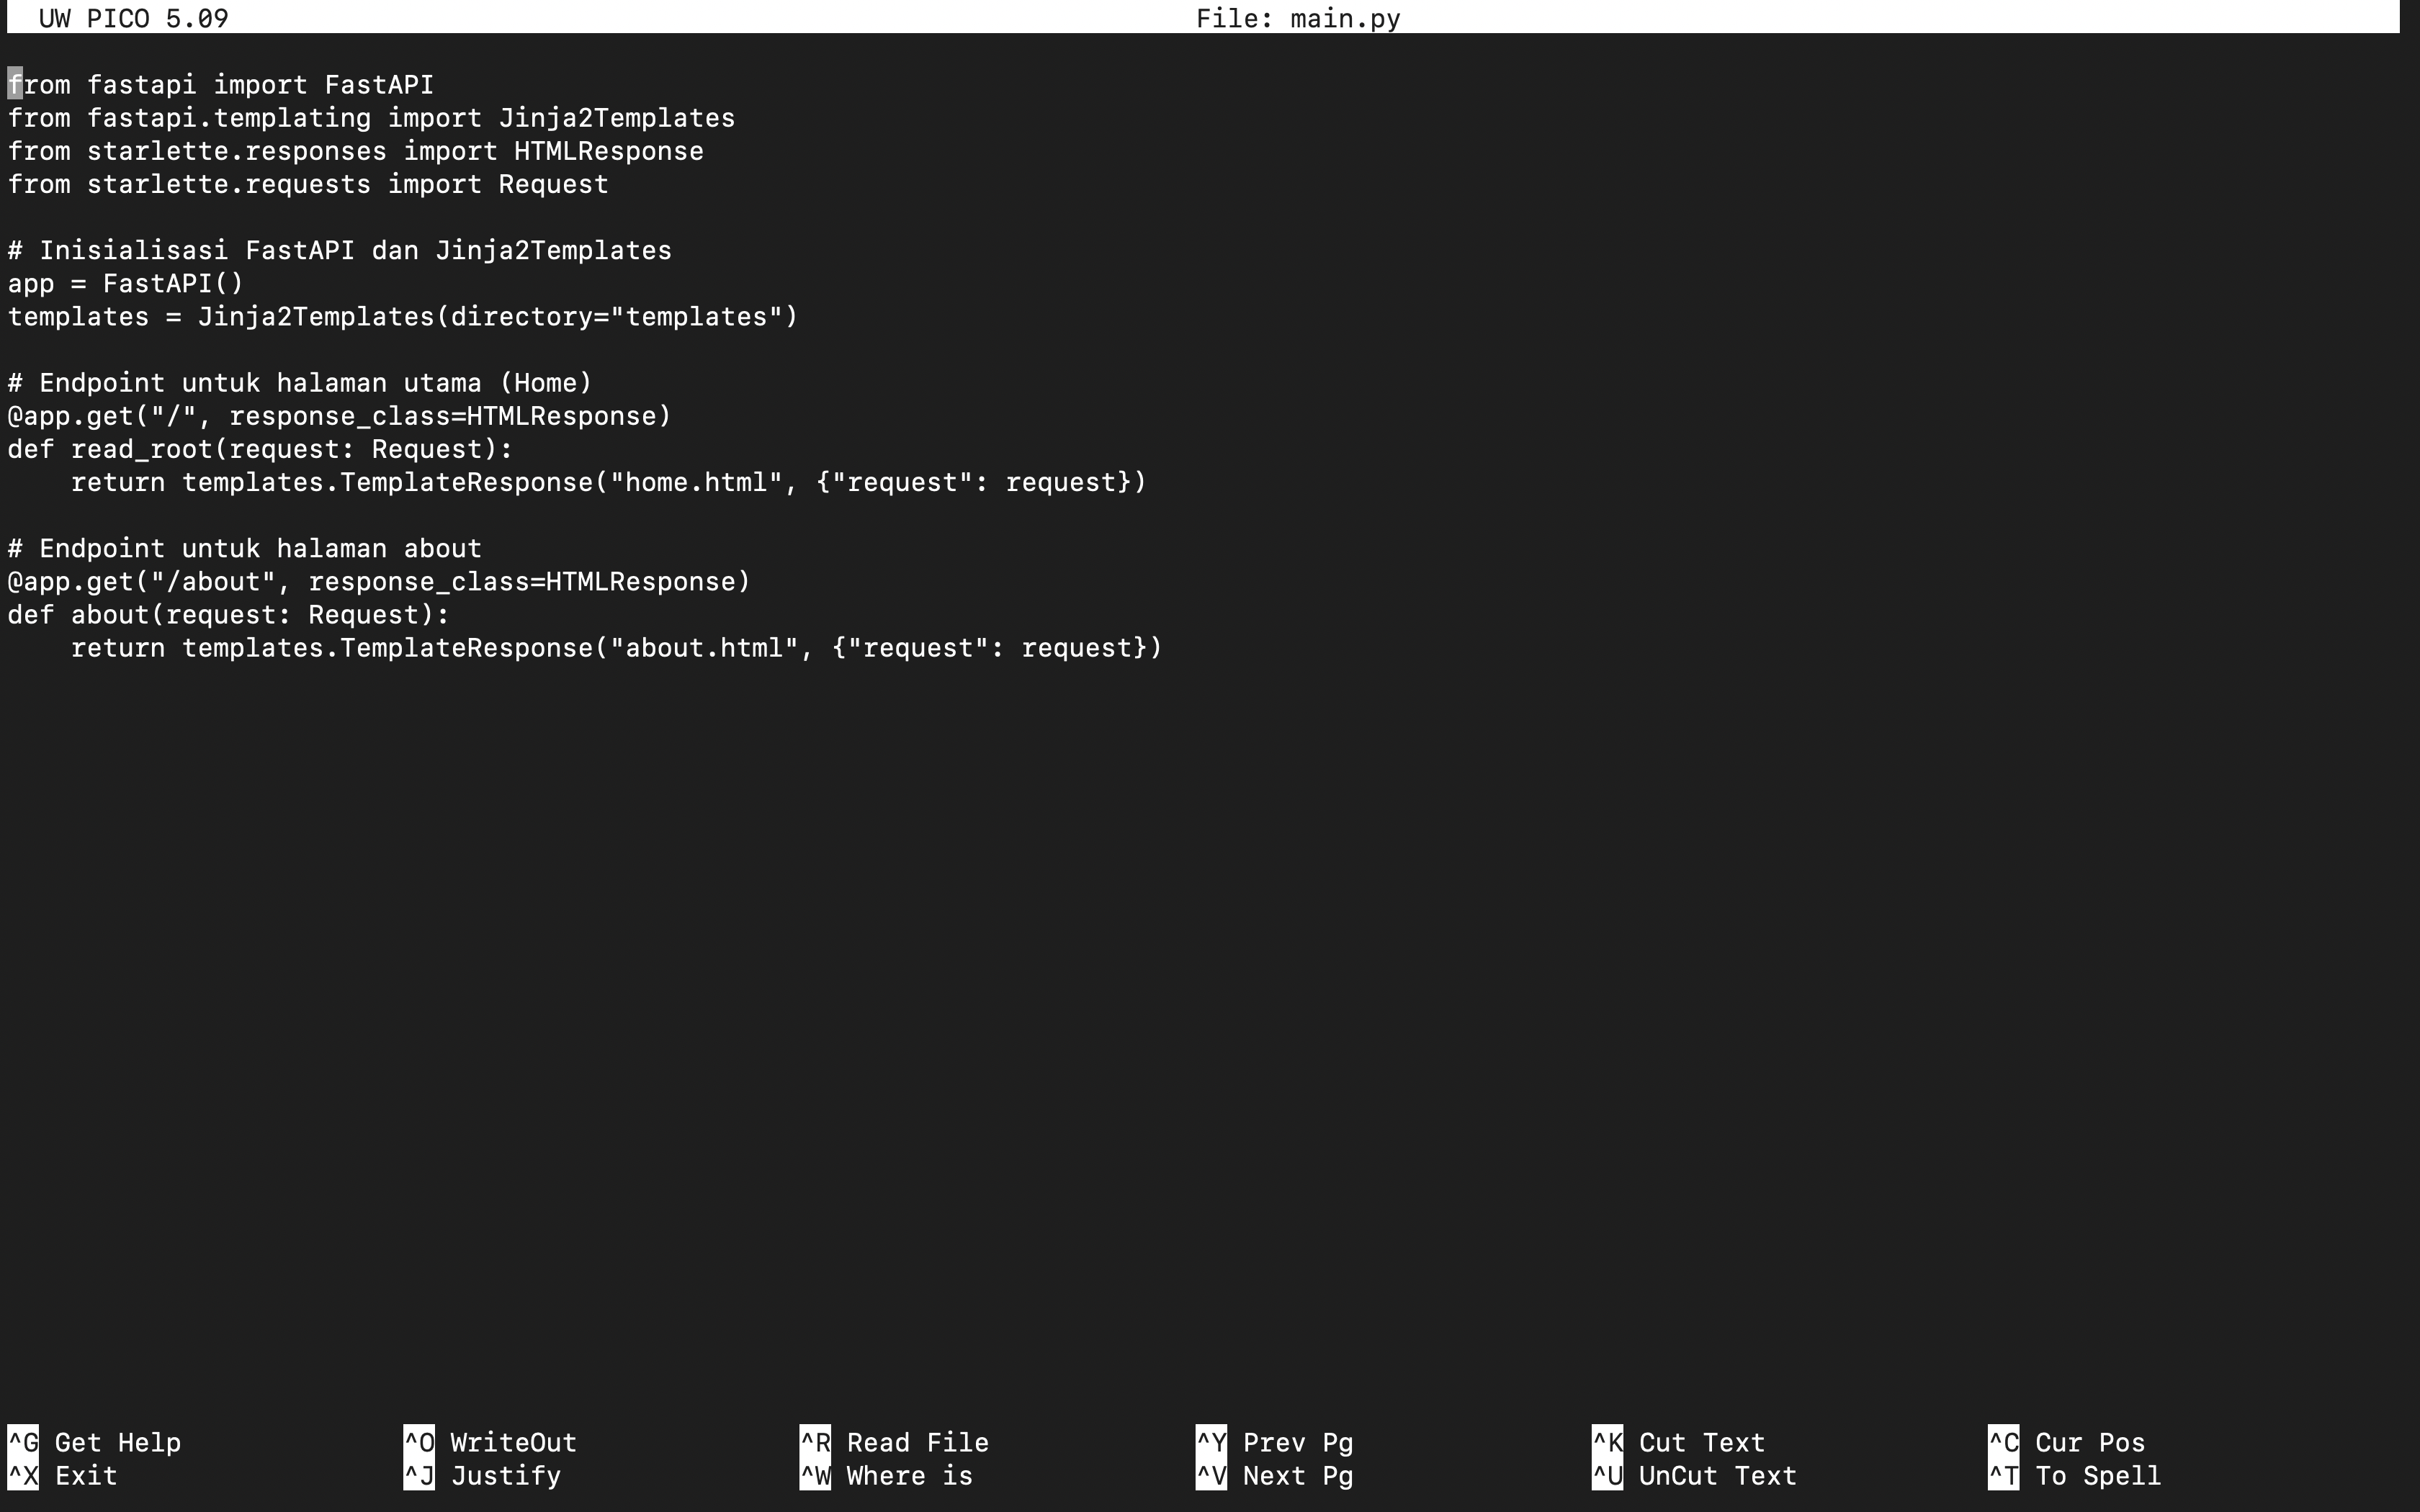 UW PICO 5.09 File: main.py
from fastapi import FastAPI
from fastapi.templating import Jinja2Templates
from starlette.responses import HTMLResponse
from starlette.requests import Request
# Inisialisasi FastAPI dan Jinja2Templates
app = FastAPI()
templates = Jinja2Templates(directory="templates")
# Endpoint untuk halaman utama (Home)
@app.get("/", response_class=HTMLResponse)
def read_root(request: Request):
    return templates.TemplateResponse("home.html", {"request": request})
# Endpoint untuk halaman about
@app.get("/about", response_class=HTMLResponse)
def about(request: Request):
    return templates.TemplateResponse("about.html", {"request": request})
^G Get Help ^O WriteOut ^R Read File ^Y Prev Pg ^K Cut Text ^C Cur Pos
^X Exit ^J Justify ^W Where is ^V Next Pg ^U UnCut Text ^T To Spell